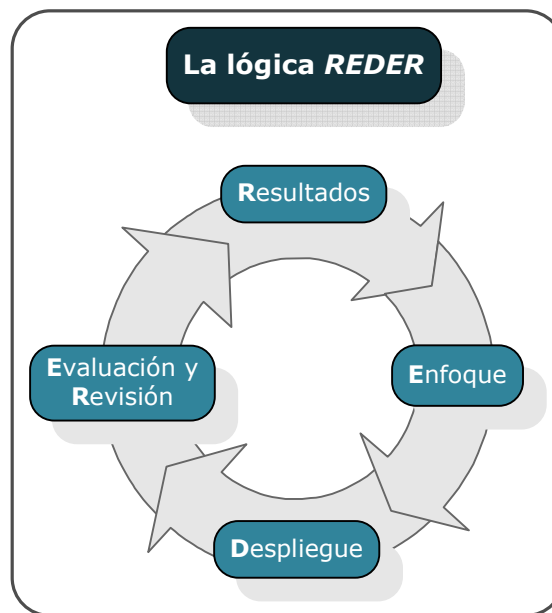 La lógica REDER
Resultados
Enfoque
Despliegue
Evaluación y
Revisión